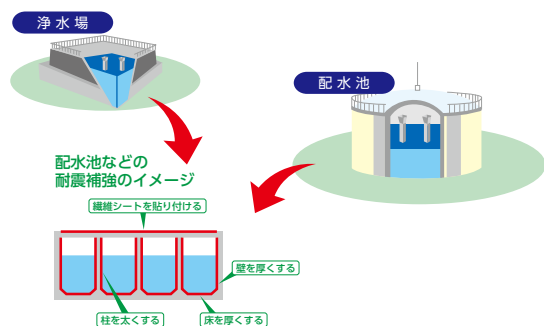 浄水場
配水池
配水池などの
耐震補強のイメージ
繊維シートを貼り付ける
壁を厚くする
柱を太くする
床を厚くする